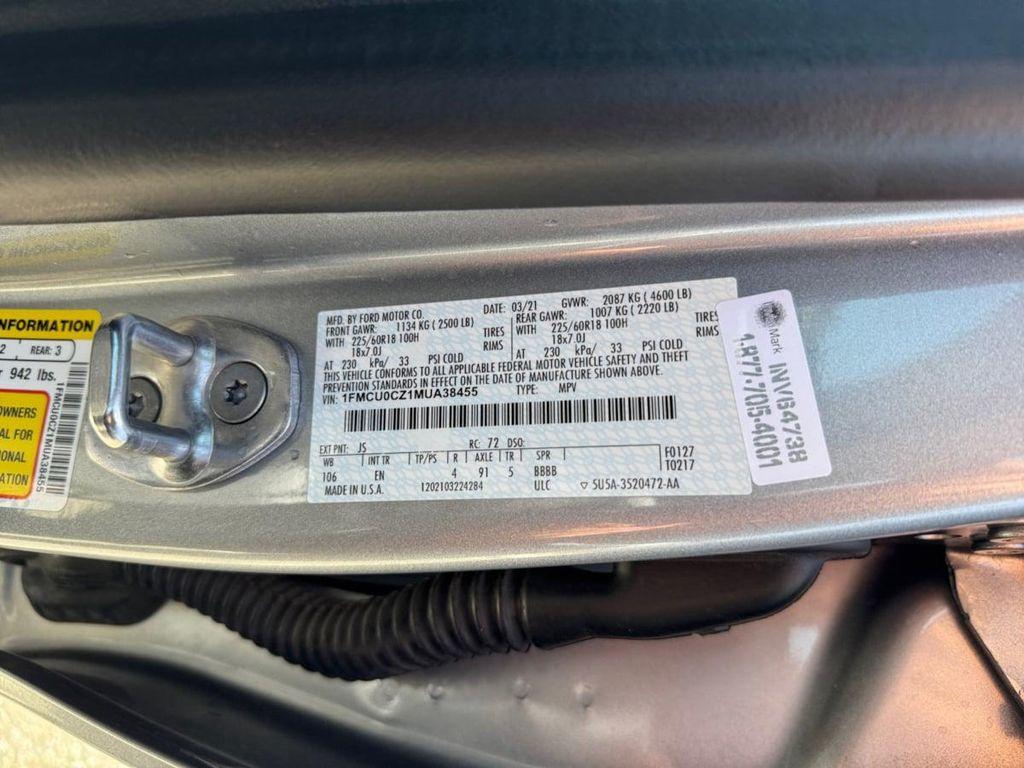 NFORMATION
2
REAR: 3
942 lbs.
OWNERS
AL FOR
IONAL
ATION
1FMCU0CZ1MUA38455
MFD. BY FORD MOTOR CO.
DATE: 03/21
GVWR: 2087 KG ( 4600 LB)
FRONT GAWR: 1134 KG ( 2500 LB)
REAR GAWR: 1007 KG ( 2220 LB)
WITH 225/60R18 100H TIRES
WITH 225/60R18 100H TIRES
18x7.0J RIMS
18x7.0J RIMS
AT 230 kPa/ 33 PSI COLD
AT 230 kPa/ 33 PSI COLD
THIS VEHICLE CONFORMS TO ALL APPLICABLE FEDERAL MOTOR VEHICLE SAFETY AND THEFT
PREVENTION STANDARDS IN EFFECT ON THE DATE OF MANUFACTURE SHOWN ABOVE.
VIN: 1FMCU0CZ1MUA38455
TYPE: MPV
EXT PNT: JS RC: 72 DSO:
WB INT TR TP/PS R AXLE TR SPR
F0127
106 EN 4 91 5 BBBB
T0217
MADE IN U.S.A. 1202103224284 ULC ▽ 5U5A-3520472-AA
Mark
INV64738
1-877-705-4001